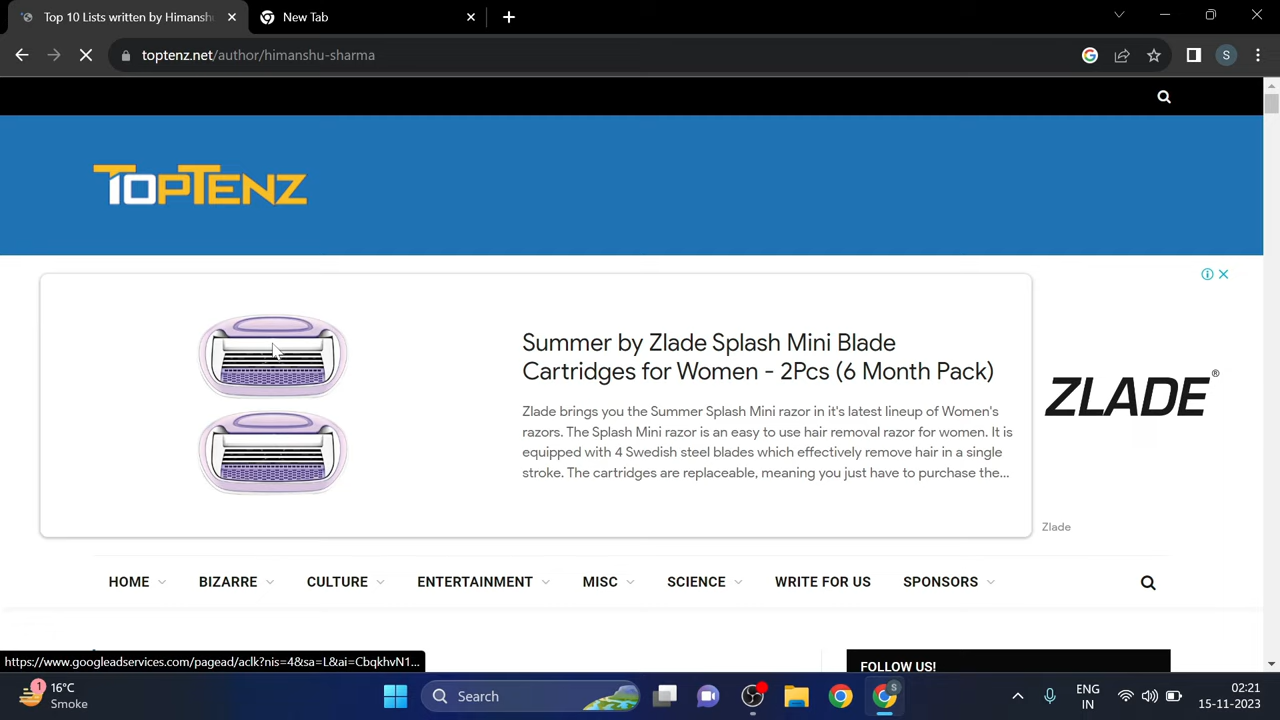 Top 10 Lists written by Himanshu
New Tab
toptenz.net/author/himanshu-sharma
S
TOPTENZ
Summer by Zlade Splash Mini Blade
Cartridges for Women - 2Pcs (6 Month Pack)
Zlade brings you the Summer Splash Mini razor in it's latest lineup of Women's
razors. The Splash Mini razor is an easy to use hair removal razor for women. It is
equipped with 4 Swedish steel blades which effectively remove hair in a single
stroke. The cartridges are replaceable, meaning you just have to purchase the...
ZLADE®
Zlade
HOME
BIZARRE
CULTURE
ENTERTAINMENT
MISC
SCIENCE
WRITE FOR US
SPONSORS
https://www.googleadservices.com/pagead/aclk?nis=4&sa=L&ai=CbqkhvN1...
FOLLOW US!
1
16°C
Smoke
Search
S
ENG
IN
02:21
15-11-2023